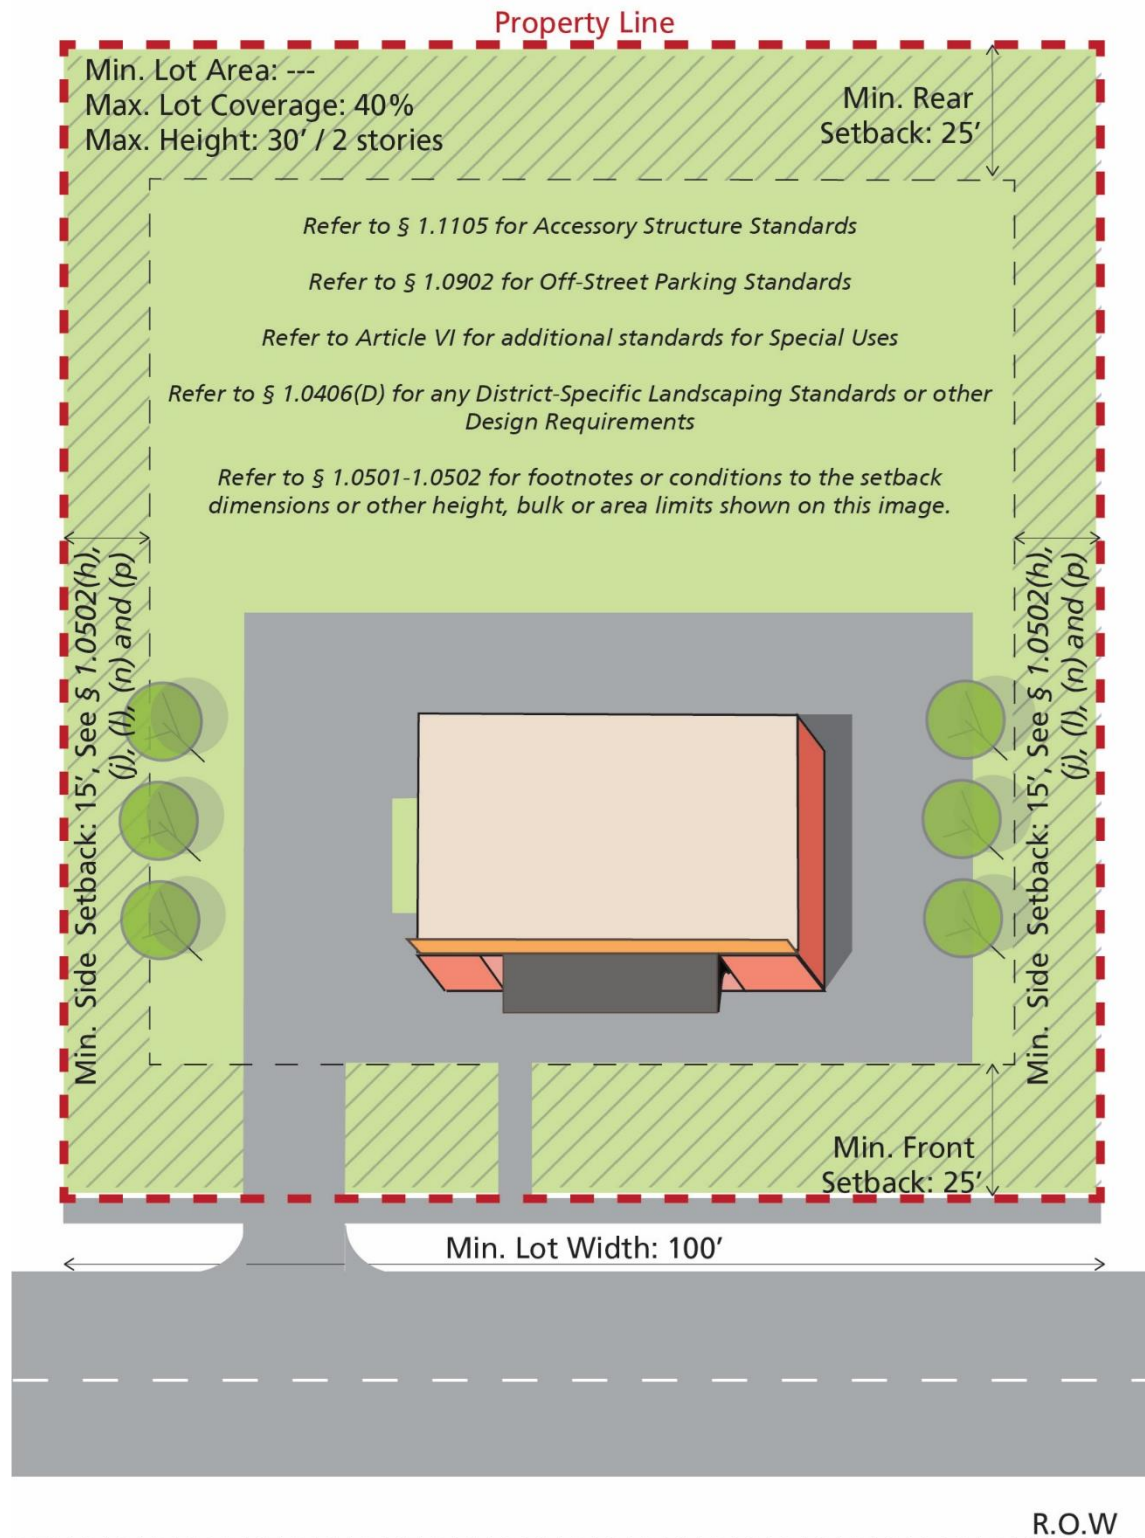 Property Line
Min. Lot Area: ---
Max. Lot Coverage: 40%
Max. Height: 30’ / 2 stories
Min. Rear
Setback: 25’
Refer to § 1.1105 for Accessory Structure Standards
Refer to § 1.0902 for Off-Street Parking Standards
Refer to Article VI for additional standards for Special Uses
Refer to § 1.0406(D) for any District-Specific Landscaping Standards or other
Design Requirements
Refer to § 1.0501-1.0502 for footnotes or conditions to the setback
dimensions or other height, bulk or area limits shown on this image.
Min. Side Setback: 15’, See § 1.0502(h),
(j), (l), (n) and (p)
Min. Side Setback: 15’, See § 1.0502(h),
(j), (l), (n) and (p)
Min. Front
Setback: 25’
Min. Lot Width: 100’
R.O.W